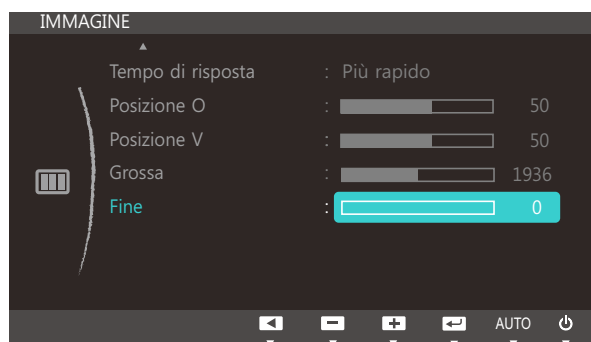 IMMAGINE
Tempo di risposta : Più rapido
Posizione O : 50
Posizione V : 50
Grossa : 1936
Fine : 0
AUTO